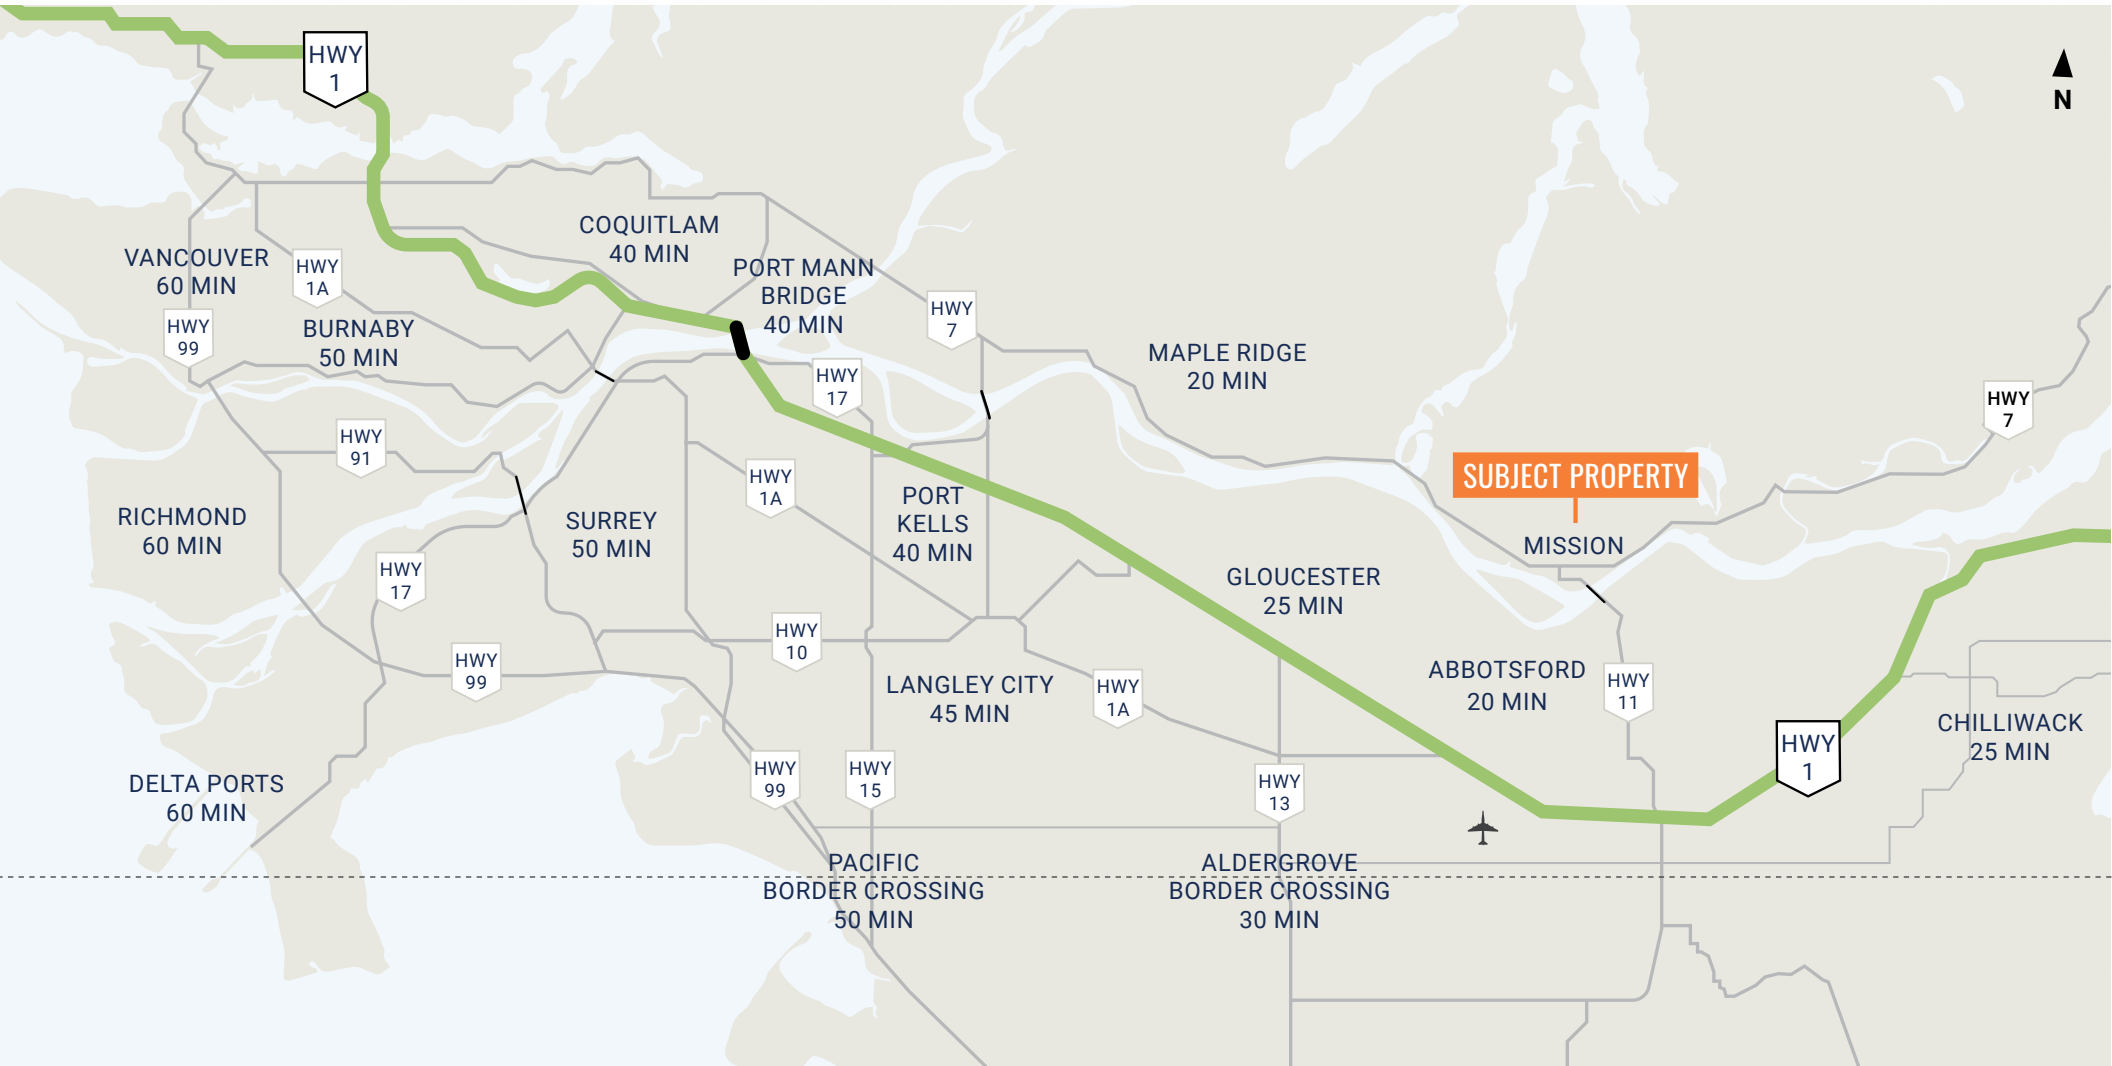 HWY
1
N
COQUITLAM
40 MIN
VANCOUVER
60 MIN
HWY
1A
PORT MANN
BRIDGE
40 MIN
HWY
7
HWY
99
BURNABY
50 MIN
MAPLE RIDGE
20 MIN
HWY
17
HWY
7
HWY
91
SUBJECT PROPERTY
HWY
1A
PORT
KELLS
40 MIN
RICHMOND
60 MIN
SURREY
50 MIN
MISSION
HWY
17
GLOUCESTER
25 MIN
HWY
10
HWY
99
LANGLEY CITY
45 MIN
HWY
1A
ABBOTSFORD
20 MIN
HWY
11
CHILLIWACK
25 MIN
HWY
1
DELTA PORTS
60 MIN
HWY
99
HWY
15
HWY
13
PACIFIC
BORDER CROSSING
50 MIN
ALDERGROVE
BORDER CROSSING
30 MIN